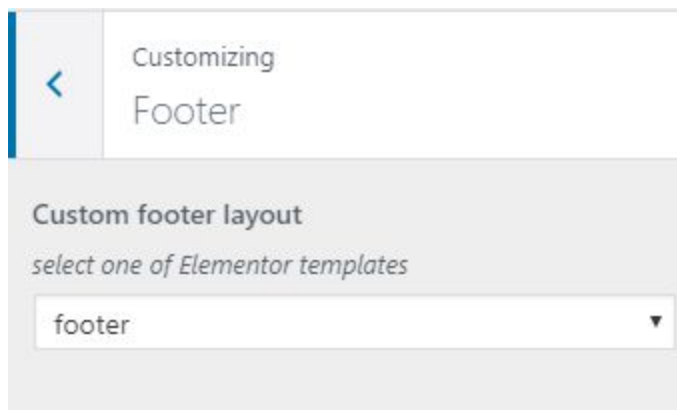 Customizing
Footer
Custom footer layout
select one of Elementor templates
footer